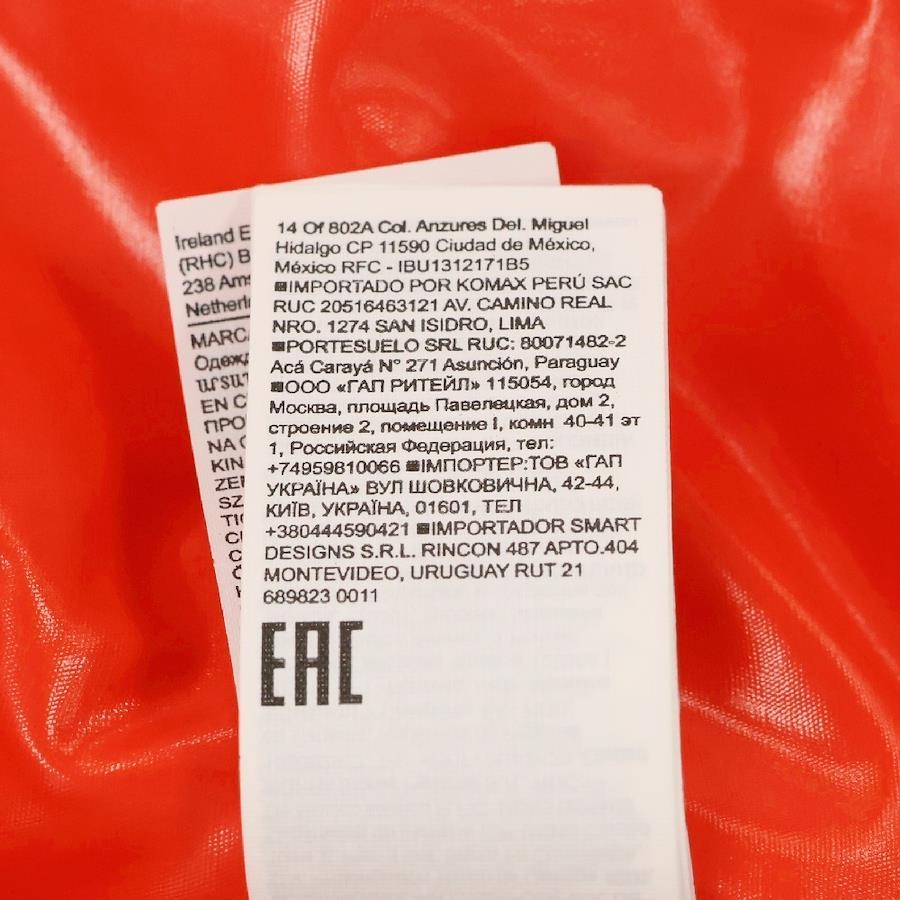 14 Of 802A Col. Anzures Del. Miguel
Hidalgo CP 11590 Ciudad de México,
México RFC - IBU1312171B5
■IMPORTADO POR KOMAX PERÚ SAC
RUC 20516463121 AV. CAMINO REAL
NRO. 1274 SAN ISIDRO, LIMA
■PORTESUELO SRL RUC: 80071482-2
Acá Carayá N° 271 Asunción, Paraguay
■ООО «ГАП РИТЕЙЛ» 115054, город
Москва, площадь Павелецкая, дом 2,
строение 2, помещение I, комн 40-41 эт
1, Российская Федерация, тел:
+74959810066 ■ІМПОРТЕР:ТОВ «ГАП
УКРАЇНА» ВУЛ ШОВКОВИЧНА, 42-44,
КИЇВ, УКРАЇНА, 01601, ТЕЛ
+380444590421 ■IMPORTADOR SMART
DESIGNS S.R.L. RINCON 487 APTO.404
MONTEVIDEO, URUGUAY RUT 21
689823 0011
EAC
Ireland
(RHC)
238